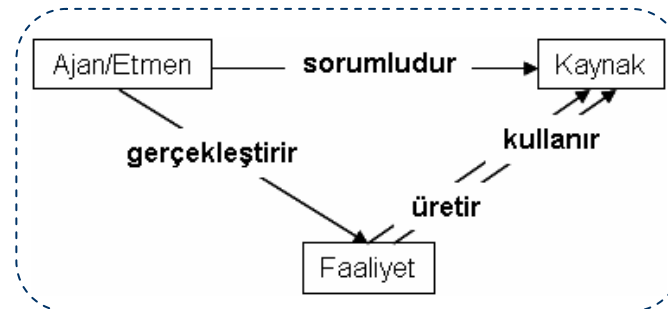 Ajan/Etmen
sorumludur
Kaynak
gerçekleştirir
kullanır
üretir
Faaliyet